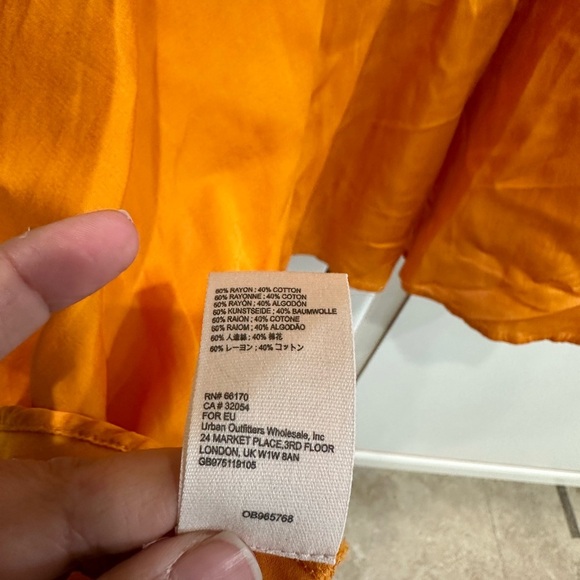 60% RAYON ; 40% COTTON
60% RAYONNE ; 40% COTON
60% RAYÓN ; 40% ALGODÓN
60% KUNSTSEIDE ; 40% BAUMWOLLE
60% RAION ; 40% COTONE
60% RAIOM ; 40% ALGODÃO
60% 人造絲 ; 40% 棉花
60% レーヨン ; 40% コットン
RN# 66170
CA # 32054
FOR EU
Urban Outfitters Wholesale, Inc
24 MARKET PLACE,3RD FLOOR
LONDON, UK W1W 8AN
GB975119105
OB965768